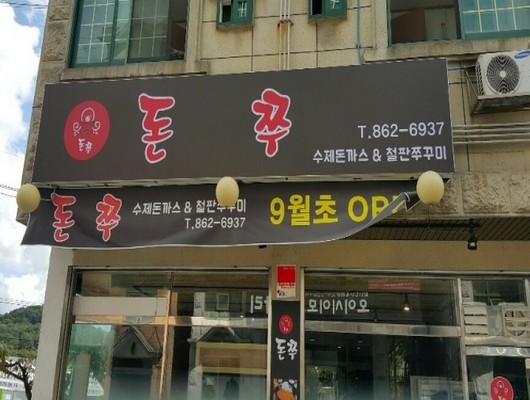 돈쭈
돈 쭈
T.862-6937
수제돈까스 & 철판쭈꾸미
돈 쭈
수제돈까스 & 철판쭈꾸미
T.862-6937
9월초 OPE
돈쭈